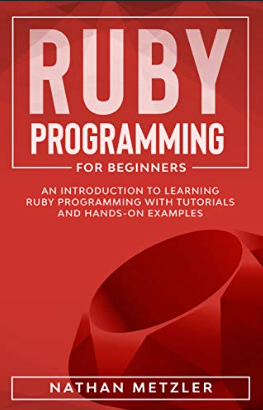 RUBY
PROGRAMMING
FOR BEGINNERS
AN INTRODUCTION TO LEARNING
RUBY PROGRAMMING WITH TUTORIALS
AND HANDS-ON EXAMPLES
NATHAN METZLER